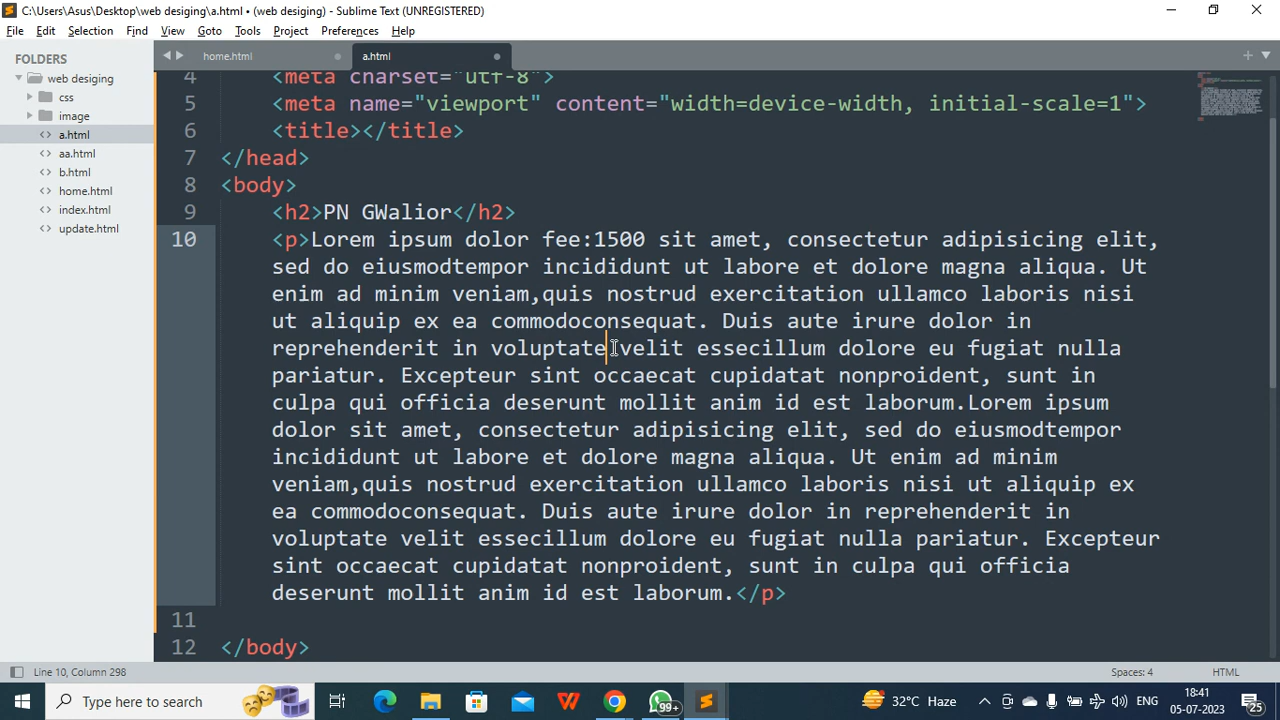 C:\Users\Asus\Desktop\web desiging\a.html • (web desiging) - Sublime Text (UNREGISTERED)
File Edit Selection Find View Goto Tools Project Preferences Help
FOLDERS
web desiging
css
image
a.html
aa.html
b.html
home.html
index.html
update.html
home.html
a.html
4 <meta charset="utf-8">
5 <meta name="viewport" content="width=device-width, initial-scale=1">
6 <title></title>
7 </head>
8 <body>
9 <h2>PN GWalior</h2>
10 <p>Lorem ipsum dolor fee:1500 sit amet, consectetur adipisicing elit,
sed do eiusmodtempor incididunt ut labore et dolore magna aliqua. Ut
enim ad minim veniam,quis nostrud exercitation ullamco laboris nisi
ut aliquip ex ea commodoconsequat. Duis aute irure dolor in
reprehenderit in voluptate velit essecillum dolore eu fugiat nulla
pariatur. Excepteur sint occaecat cupidatat nonproident, sunt in
culpa qui officia deserunt mollit anim id est laborum.Lorem ipsum
dolor sit amet, consectetur adipisicing elit, sed do eiusmodtempor
incididunt ut labore et dolore magna aliqua. Ut enim ad minim
veniam,quis nostrud exercitation ullamco laboris nisi ut aliquip ex
ea commodoconsequat. Duis aute irure dolor in reprehenderit in
voluptate velit essecillum dolore eu fugiat nulla pariatur. Excepteur
sint occaecat cupidatat nonproident, sunt in culpa qui officia
deserunt mollit anim id est laborum.</p>
11
12 </body>
Line 10, Column 298
Spaces: 4
HTML
Type here to search
99+
32°C Haze
ENG
18:41
05-07-2023
25